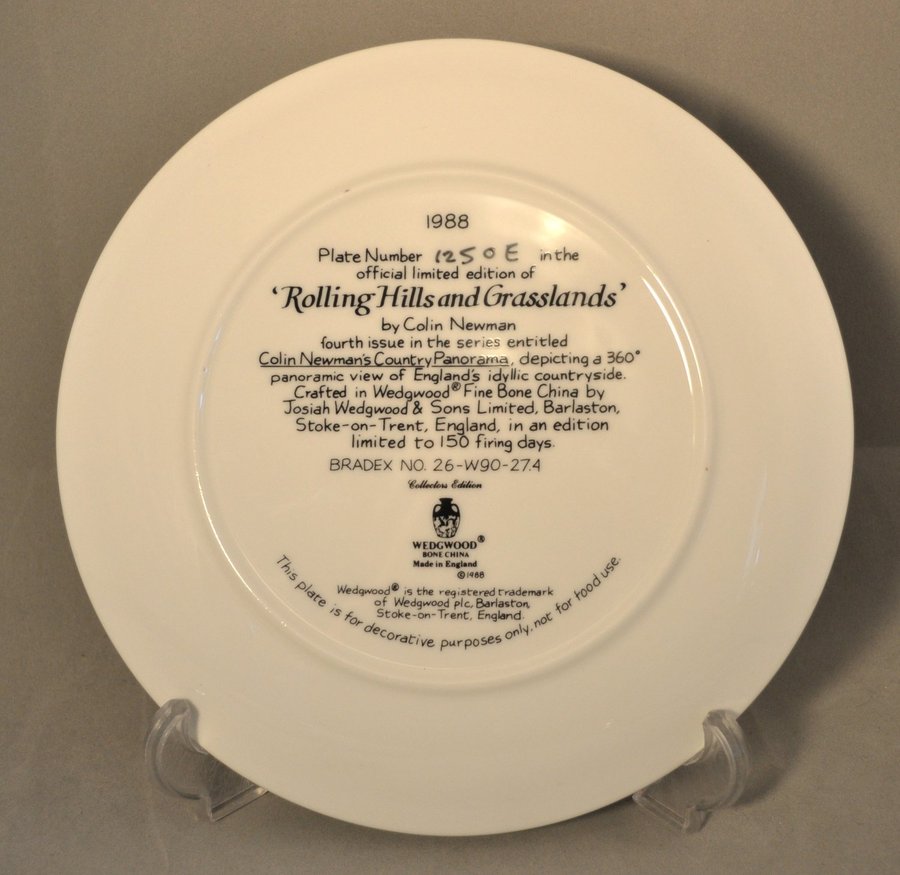 1988
Plate Number 1250E in the
official limited edition of
‘Rolling Hills and Grasslands’
by Colin Newman
fourth issue in the series entitled
Colin Newman's Country Panorama, depicting a 360°
panoramic view of England's idyllic countryside.
Crafted in Wedgwood® Fine Bone China by
Josiah Wedgwood & Sons Limited, Barlaston,
Stoke-on-Trent, England, in an edition
limited to 150 firing days.
BRADEX NO. 26-W90-27.4
Collectors Edition
WEDGWOOD®
BONE CHINA
Made in England
©1988
Wedgwood® is the registered trademark
of Wedgwood plc, Barlaston,
Stoke-on-Trent, England.
This plate is for decorative purposes only, not for food use.